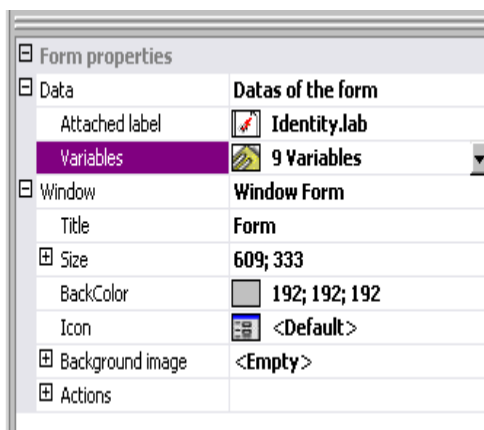 Form properties
Data Datas of the form
Attached label Identity.lab
Variables 9 Variables
Window Window Form
Title Form
Size 609; 333
BackColor 192; 192; 192
Icon <Default>
Background image <Empty>
Actions